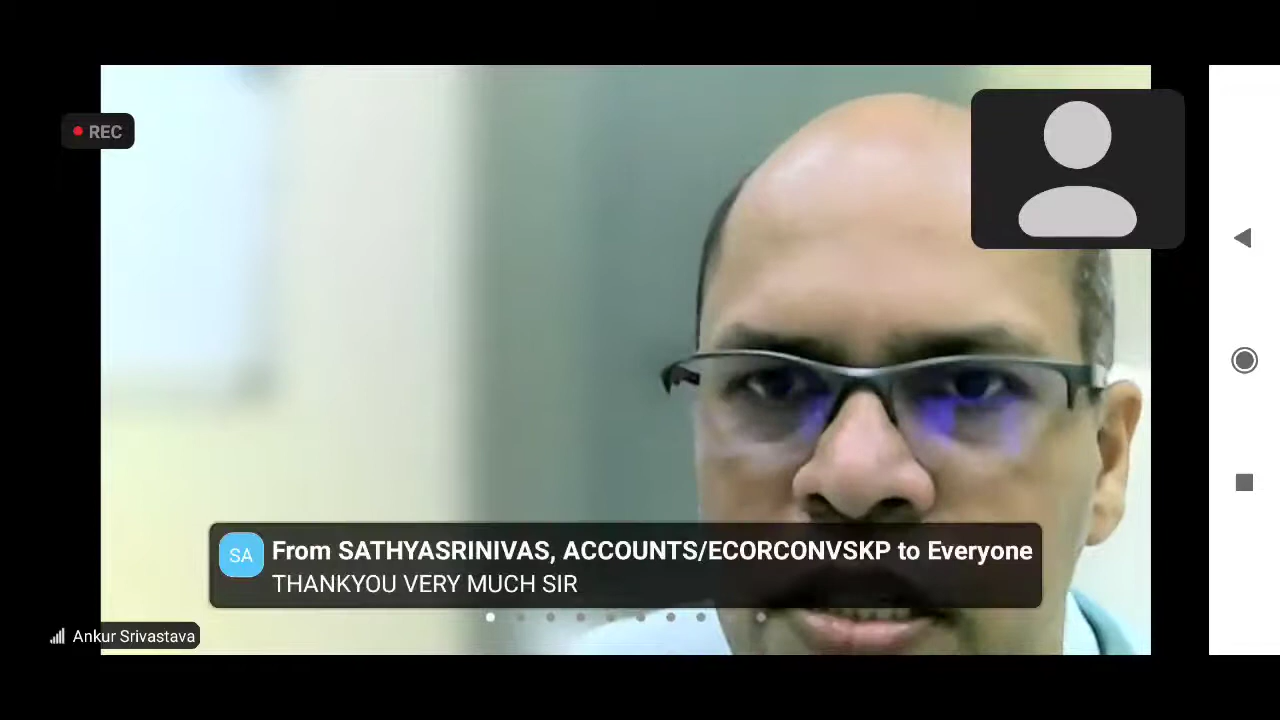 REC
SA
From SATHYASRINIVAS, ACCOUNTS/ECORCONVSKP to Everyone
THANKYOU VERY MUCH SIR
Ankur Srivastava